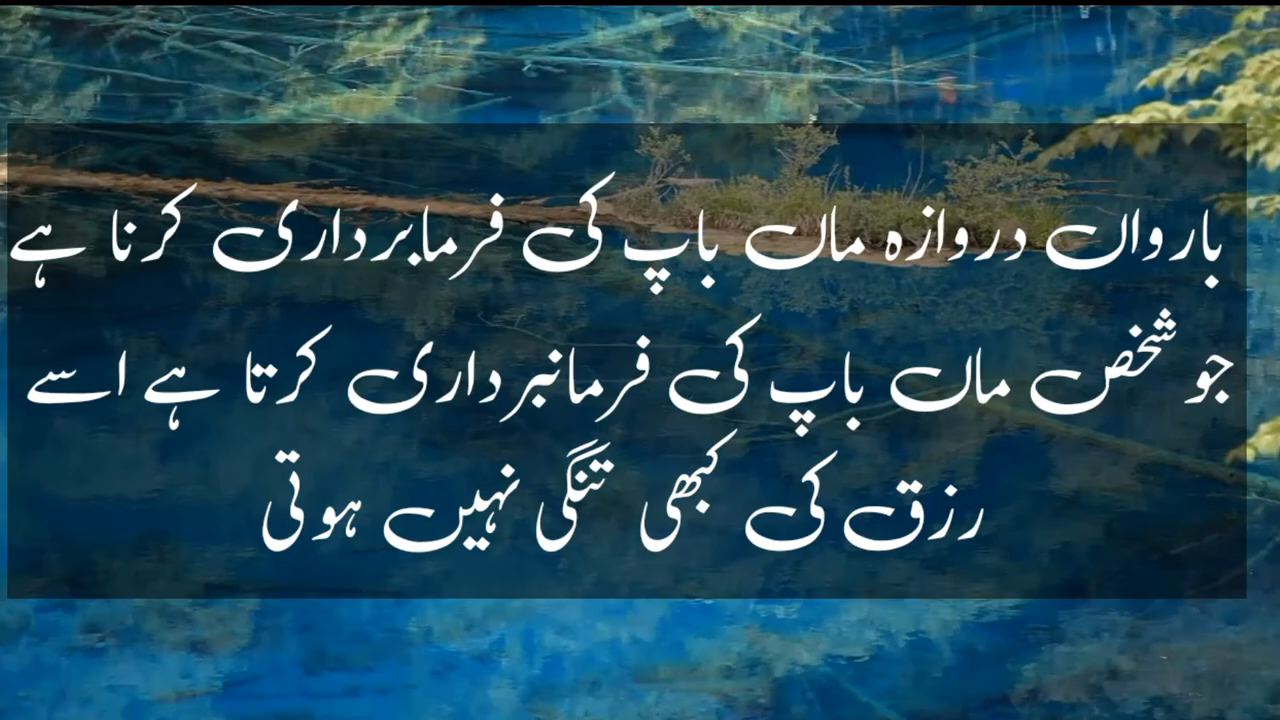 بارواں دروازہ ماں باپ کی فرمابرداری کرنا ہے
جو شخص ماں باپ کی فرمانبرداری کرتا ہے اسے
رزق کی کبھی تنگی نہیں ہوتی